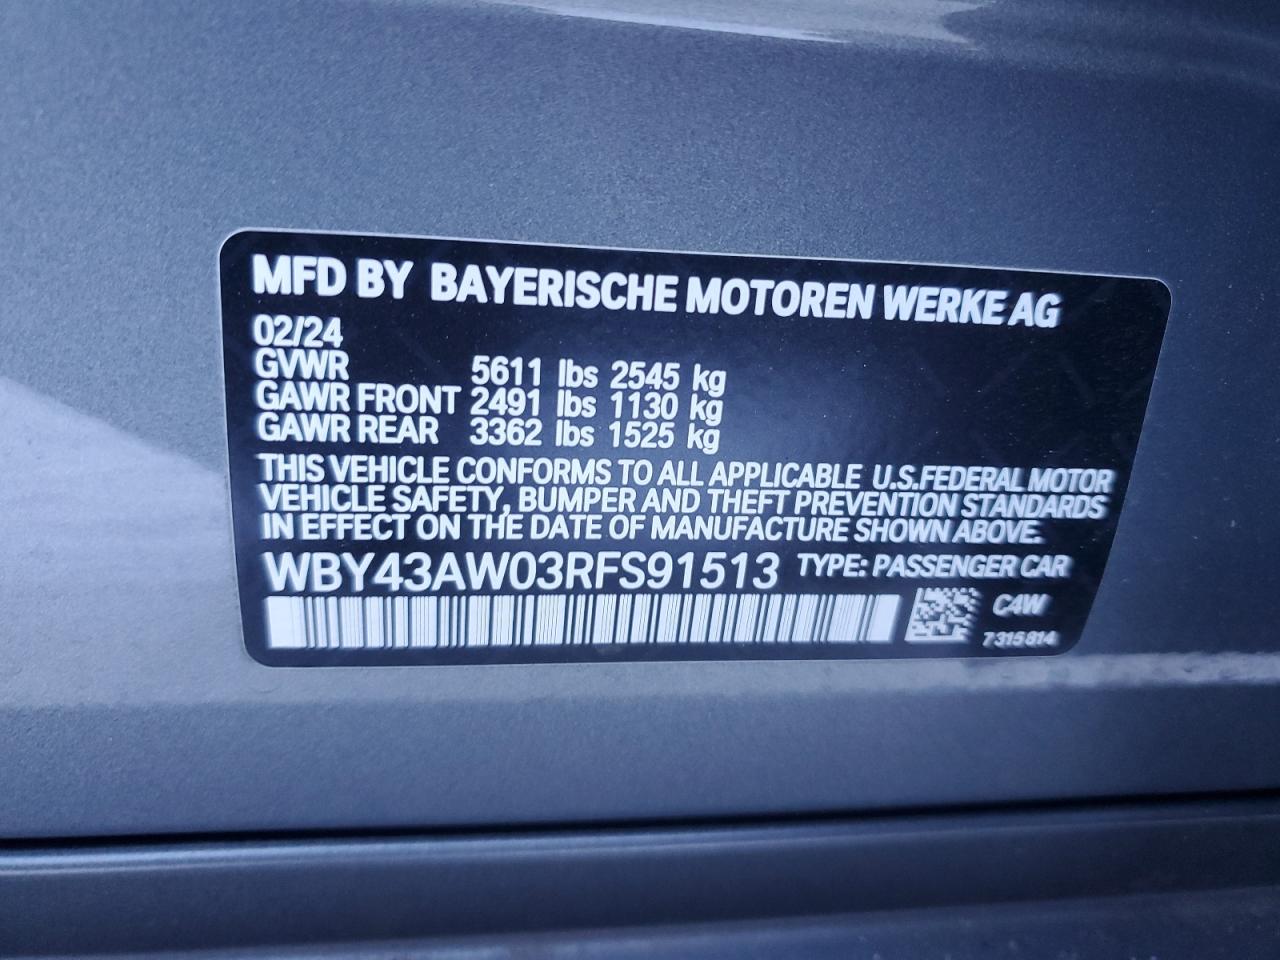 MFD BY BAYERISCHE MOTOREN WERKE AG
02/24
GVWR 5611 lbs 2545 kg
GAWR FRONT 2491 lbs 1130 kg
GAWR REAR 3362 lbs 1525 kg
THIS VEHICLE CONFORMS TO ALL APPLICABLE U.S.FEDERAL MOTOR
VEHICLE SAFETY, BUMPER AND THEFT PREVENTION STANDARDS
IN EFFECT ON THE DATE OF MANUFACTURE SHOWN ABOVE.
WBY43AW03RFS91513 TYPE: PASSENGER CAR
C4W
7315814